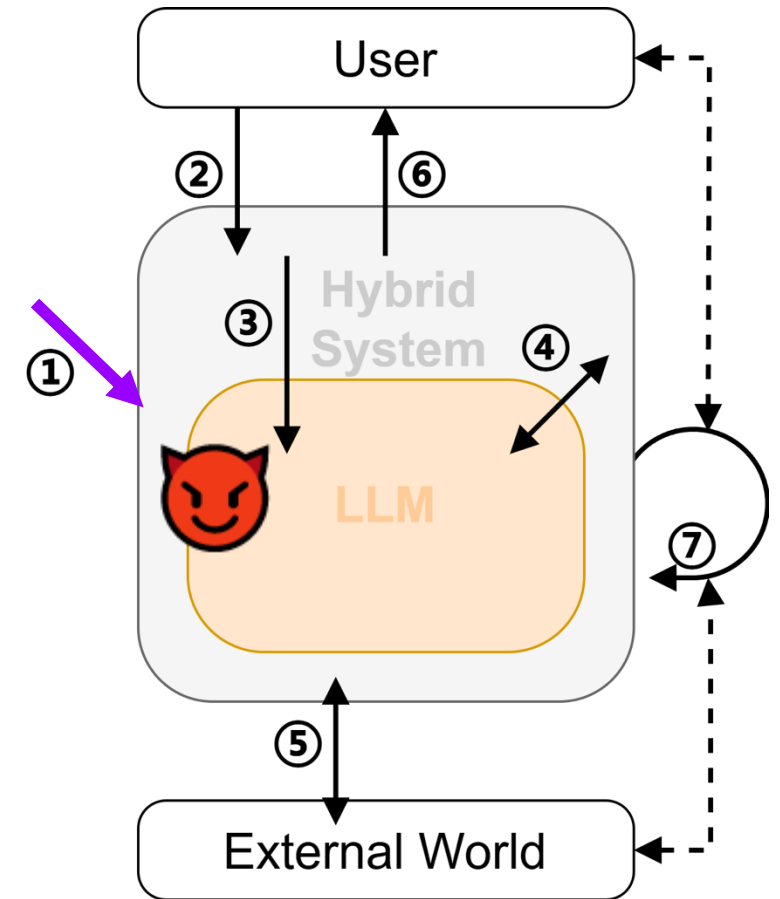 User
②
⑥
Hybrid
System
③
④
①
LLM
⑦
⑤
External World